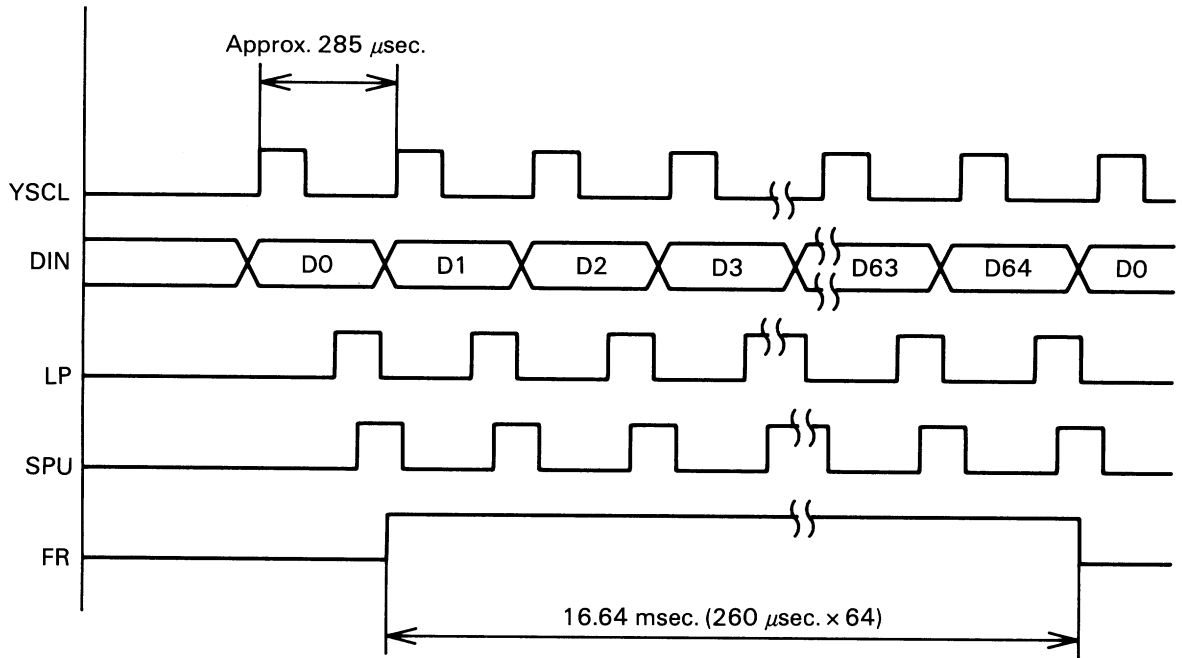 Approx. 285 μsec.
YSCL
DIN D0 D1 D2 D3 D63 D64 D0
LP
SPU
FR
16.64 msec. (260 μsec. × 64)